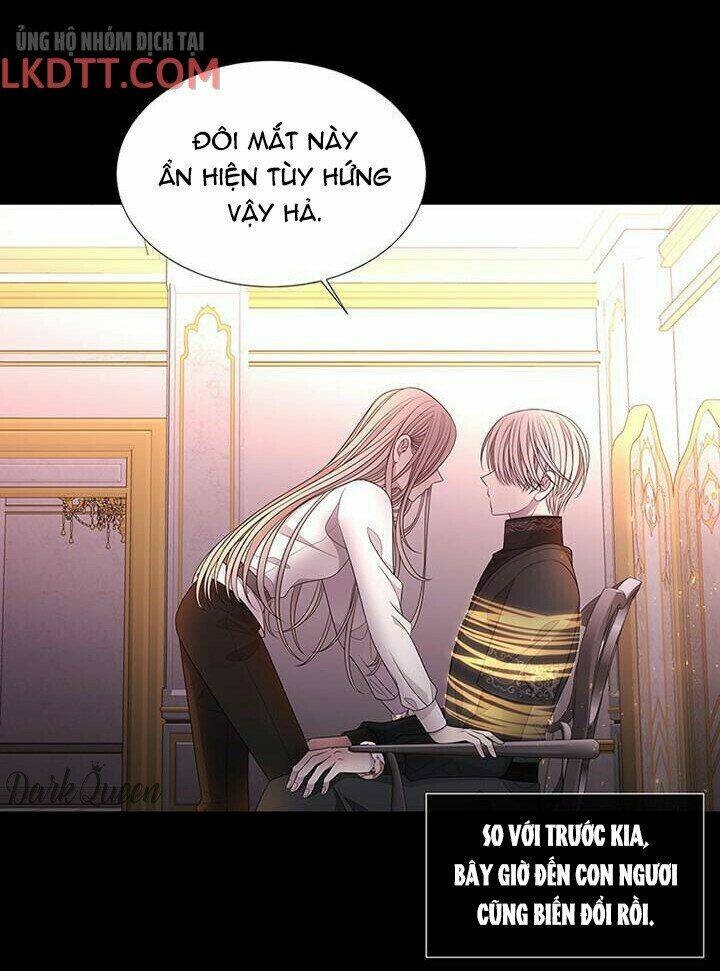 ỦNG HỘ NHÓM DỊCH TẠI
LKDTT.COM
ĐÔI MẮT NÀY
ẨN HIỆN TÙY HỨNG
VẬY HẢ.
DarkQueen
SO VỚI TRƯỚC KIA,
BÂY GIỜ ĐẾN CON NGƯƠI
CŨNG BIẾN ĐỔI RỒI.